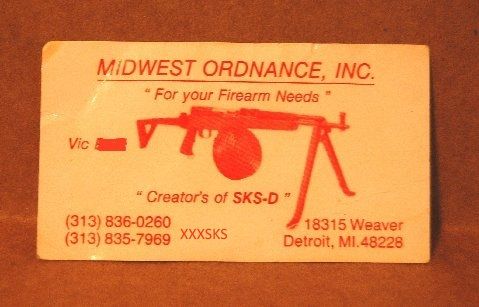 MIDWEST ORDNANCE, INC.
" For your Firearm Needs "
Vic
" Creator's of SKS-D "
(313) 836-0260
(313) 835-7969
XXXSKS
18315 Weaver
Detroit, MI. 48228